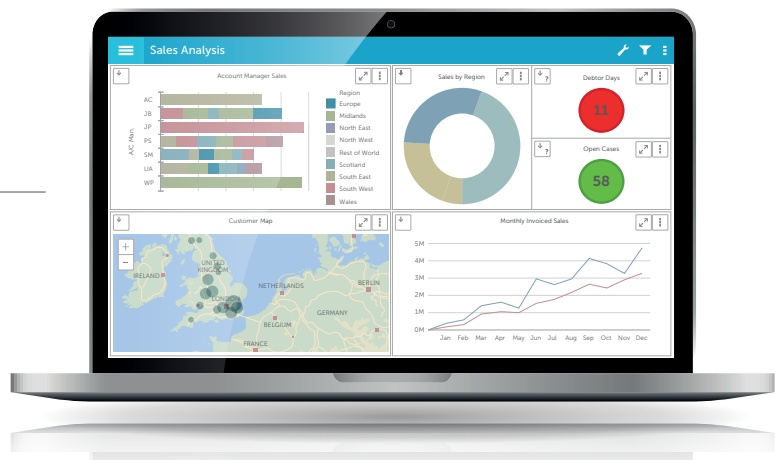 Sales Analysis
Account Manager Sales
A/C Man.
AC
JB
JP
PS
SM
UA
WP
Region
Europe
Midlands
North East
North West
Rest of World
Scotland
South East
South West
Wales
Sales by Region
?
Debtor Days
11
?
Open Cases
58
Customer Map
+
−
UNITED
KINGDOM
IRELAND
LONDON
NETHERLANDS
BERLIN
GERMANY
BELGIUM
FRANCE
Monthly Invoiced Sales
5M
4M
3M
2M
1M
0M
Jan Feb Mar Apr May Jun Jul Aug Sep Oct Nov Dec